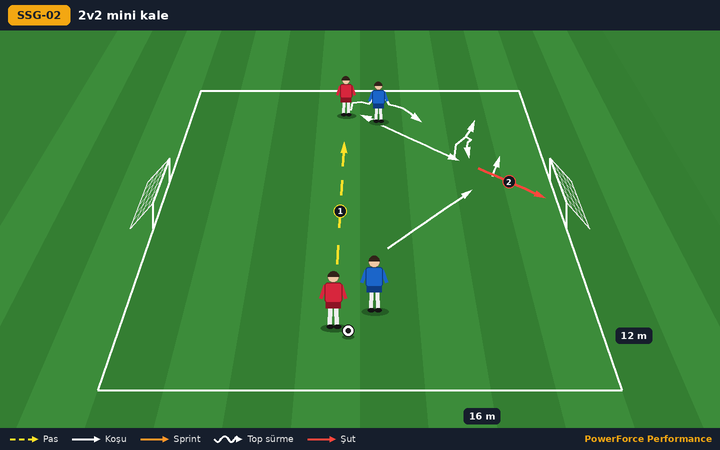 SSG-02 2v2 mini kale
2
1
12 m
16 m
Pas Koşu Sprint Top sürme Şut PowerForce Performance